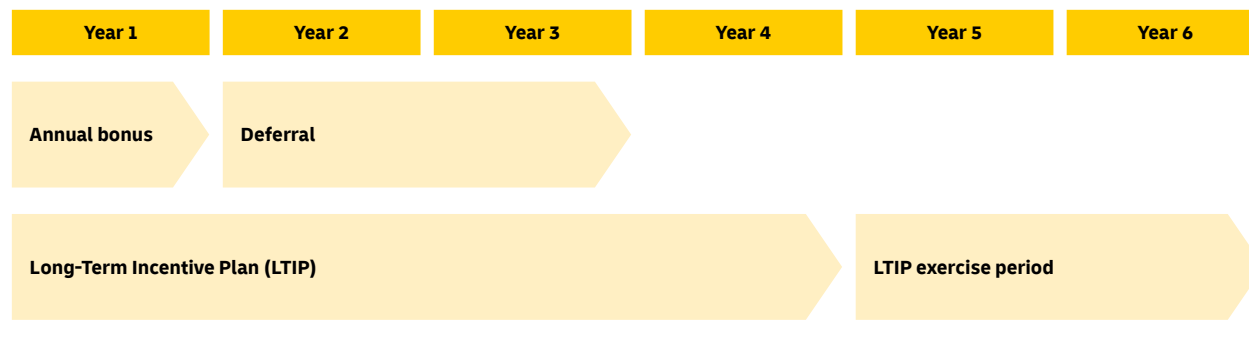 Year 1
Year 2
Year 3
Year 4
Year 5
Year 6
Annual bonus
Deferral
Long-Term Incentive Plan (LTIP)
LTIP exercise period